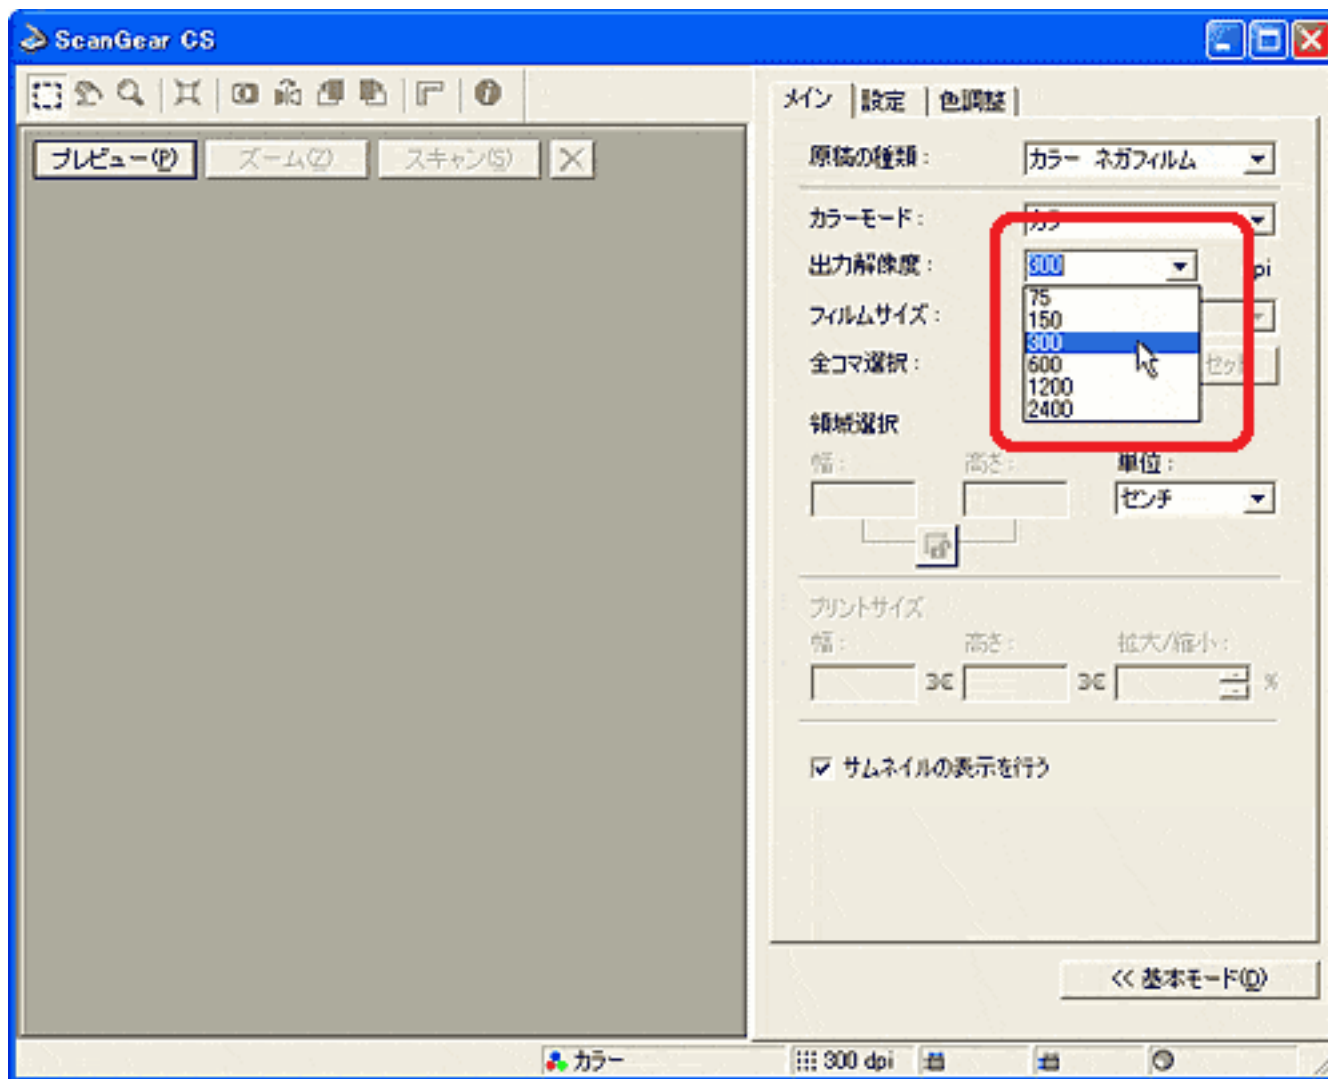 ScanGear CS
プレビュー(P) ズーム(Z) スキャン(S)
メイン 設定 色調整
原稿の種類： カラー ネガフィルム
カラーモード： カラー
出力解像度： 300
75
150
300
600
1200
2400
フィルムサイズ：
全コマ選択：
領域選択
幅： 高さ： 単位：
センチ
プリントサイズ
幅： 高さ： 拡大/縮小：
%
サムネイルの表示を行う
<< 基本モード(D)
カラー 300 dpi